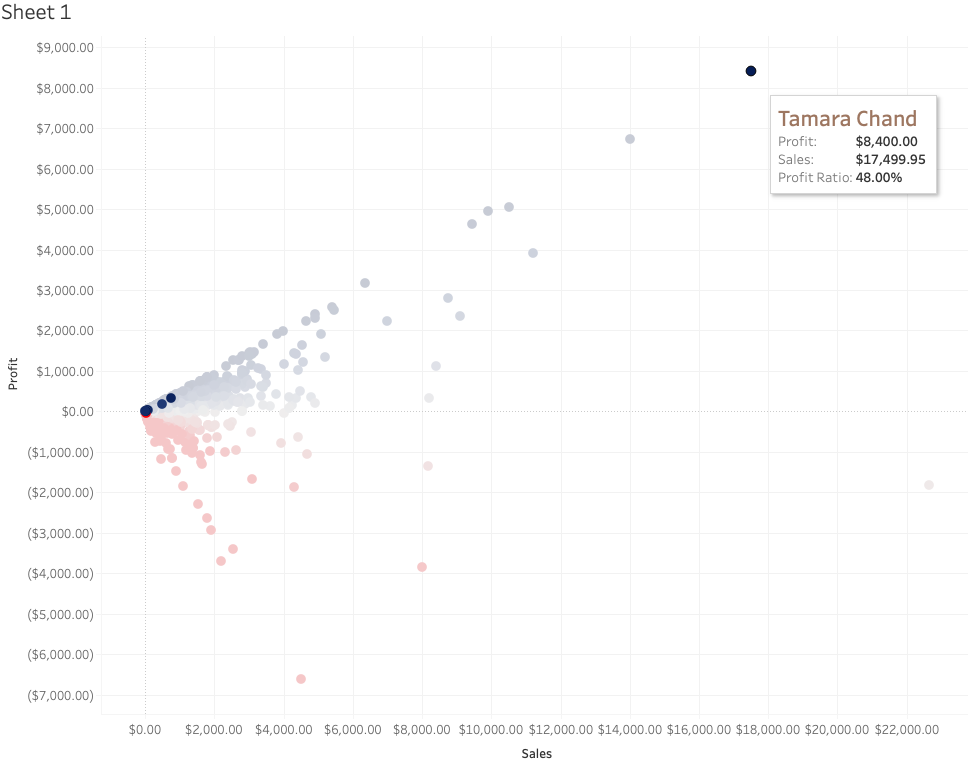 Sheet 1
$9,000.00
$8,000.00
$7,000.00
$6,000.00
$5,000.00
$4,000.00
$3,000.00
$2,000.00
$1,000.00
$0.00
($1,000.00)
($2,000.00)
($3,000.00)
($4,000.00)
($5,000.00)
($6,000.00)
($7,000.00)
Profit
Tamara Chand
Profit: $8,400.00
Sales: $17,499.95
Profit Ratio: 48.00%
$0.00 $2,000.00 $4,000.00 $6,000.00 $8,000.00 $10,000.00 $12,000.00 $14,000.00 $16,000.00 $18,000.00 $20,000.00 $22,000.00
Sales